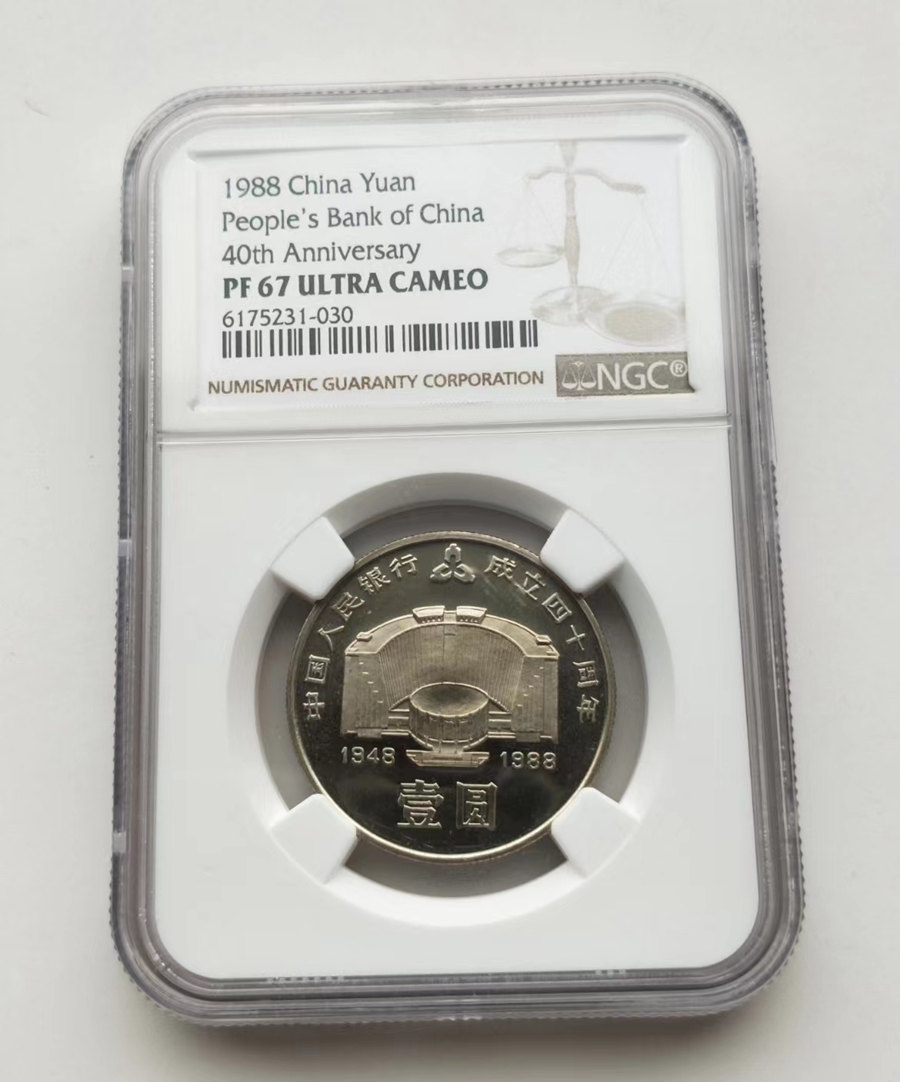 1988 China Yuan
People's Bank of China
40th Anniversary
PF 67 ULTRA CAMEO
6175231-030
NUMISMATIC GUARANTY CORPORATION
NGC®
中国人民银行 成立四十周年
1948 1988
壹圆